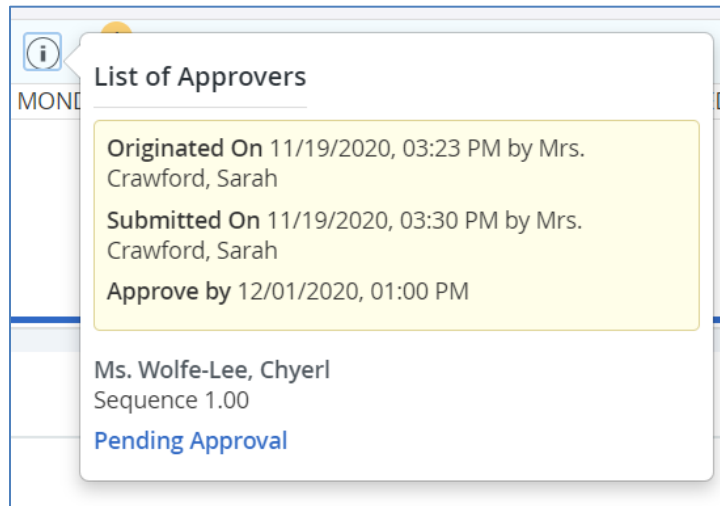 List of Approvers
MOND
Originated On 11/19/2020, 03:23 PM by Mrs.
Crawford, Sarah
Submitted On 11/19/2020, 03:30 PM by Mrs.
Crawford, Sarah
Approve by 12/01/2020, 01:00 PM
Ms. Wolfe-Lee, Chyerl
Sequence 1.00
Pending Approval